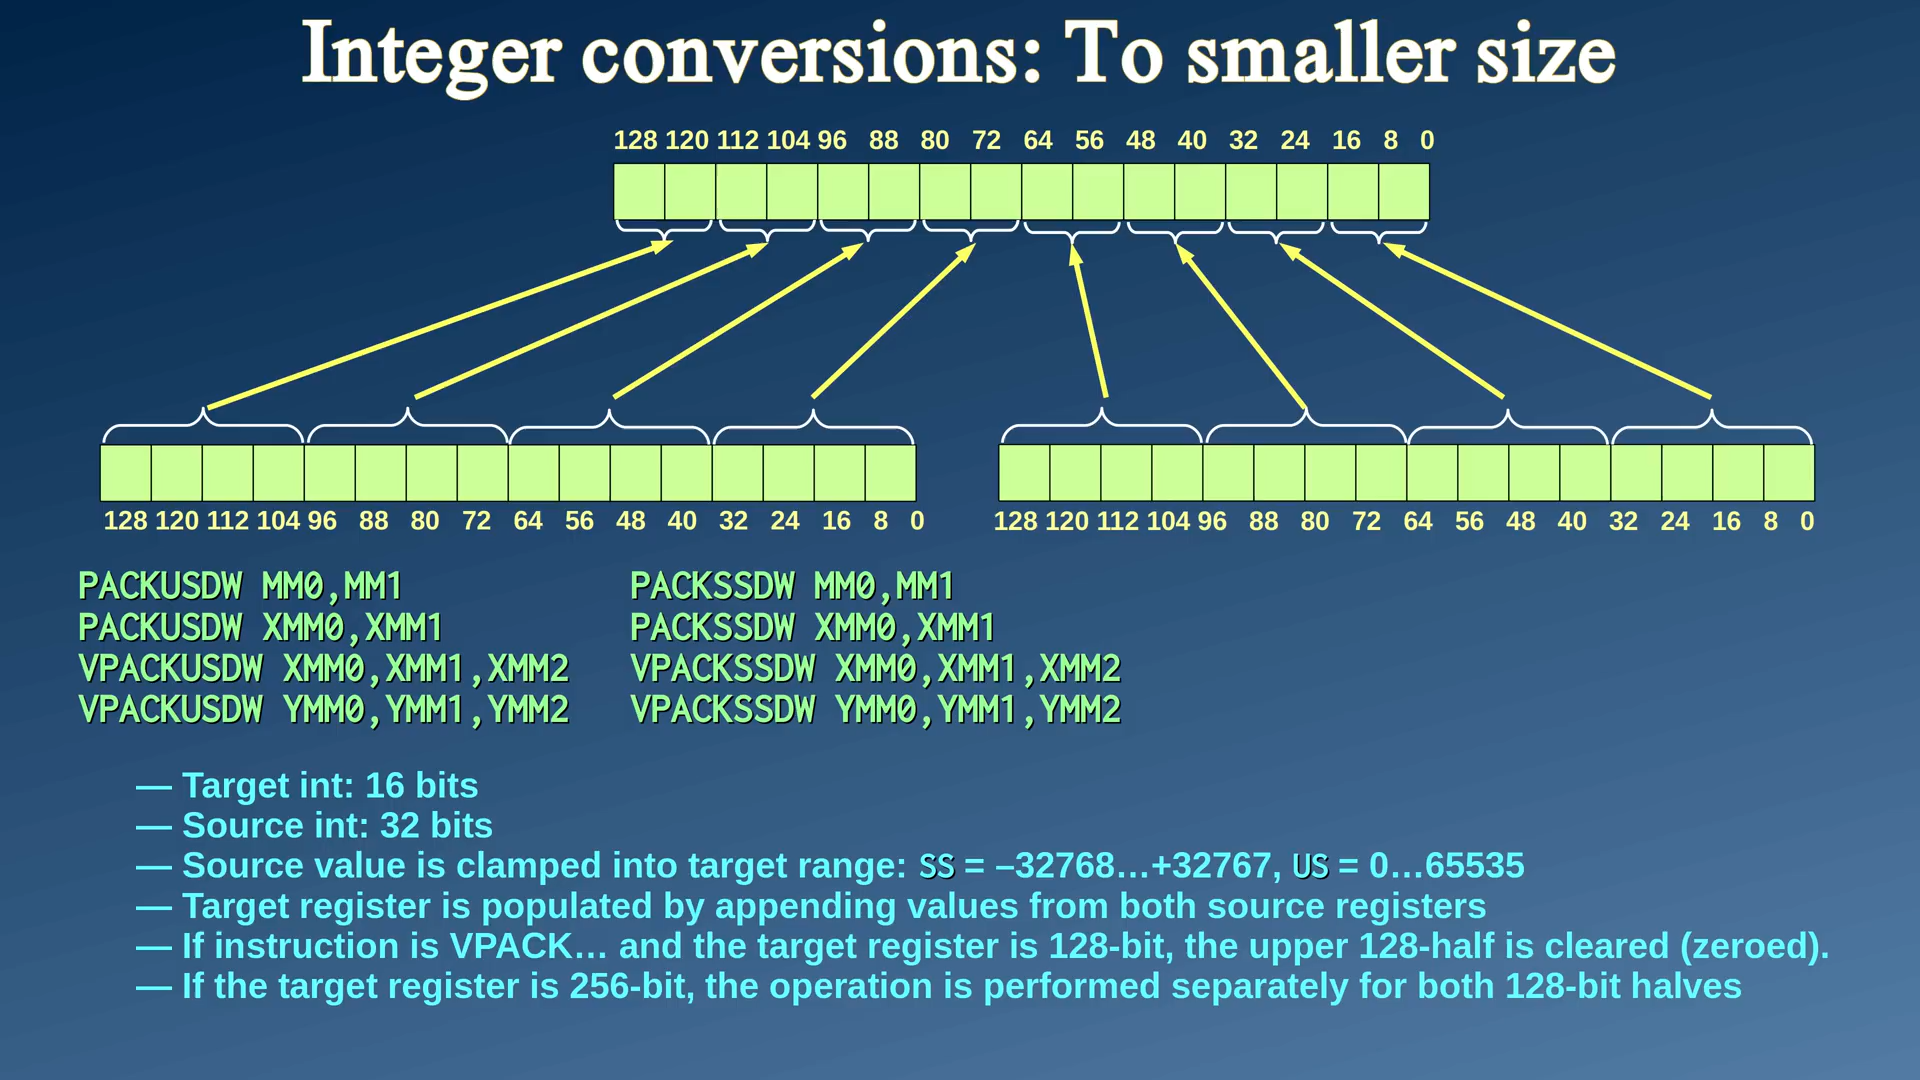 Integer conversions: To smaller size
128 120 112 104 96 88 80 72 64 56 48 40 32 24 16 8 0
128 120 112 104 96 88 80 72 64 56 48 40 32 24 16 8 0
128 120 112 104 96 88 80 72 64 56 48 40 32 24 16 8 0
PACKUSDW MM0,MM1
PACKUSDW XMM0,XMM1
VPACKUSDW XMM0,XMM1,XMM2
VPACKUSDW YMM0,YMM1,YMM2
PACKSSDW MM0,MM1
PACKSSDW XMM0,XMM1
VPACKSSDW XMM0,XMM1,XMM2
VPACKSSDW YMM0,YMM1,YMM2
— Target int: 16 bits
— Source int: 32 bits
— Source value is clamped into target range: SS = –32768…+32767, US = 0…65535
— Target register is populated by appending values from both source registers
— If instruction is VPACK… and the target register is 128-bit, the upper 128-half is cleared (zeroed).
— If the target register is 256-bit, the operation is performed separately for both 128-bit halves